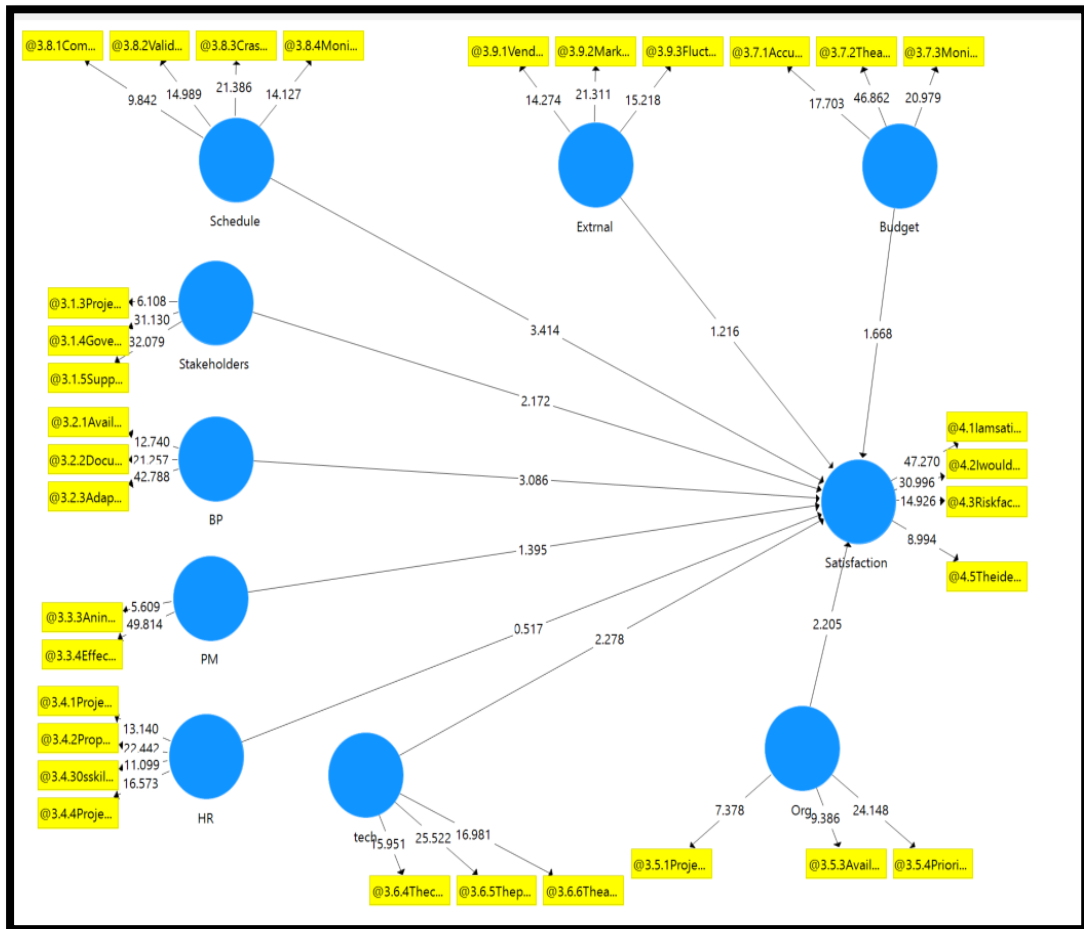 @3.8.1Com...
@3.8.2Valid...
@3.8.3Cras...
@3.8.4Moni...
9.842
14.989
21.386
14.127
Schedule
@3.9.1Vend...
@3.9.2Mark...
@3.9.3Fluct...
14.274
21.311
15.218
Extrnal
@3.7.1Accu...
@3.7.2Thea...
@3.7.3Moni...
17.703
46.862
20.979
Budget
@3.1.3Proje...
@3.1.4Gove...
@3.1.5Supp...
6.108
31.130
32.079
Stakeholders
@3.2.1Avail...
@3.2.2Docu...
@3.2.3Adap...
12.740
21.257
42.788
BP
@3.3.3Anin...
@3.3.4Effec...
5.609
49.814
PM
@3.4.1Proje...
@3.4.2Prop...
@3.4.3Osskil...
@3.4.4Proje...
13.140
22.442
11.099
16.573
HR
tech
15.951
25.522
16.981
@3.6.4Thec...
@3.6.5Thep...
@3.6.6Thea...
Org
7.378
9.386
24.148
@3.5.1Proje...
@3.5.3Avail...
@3.5.4Priori...
3.414
1.216
1.668
2.172
3.086
1.395
0.517
2.278
2.205
Satisfaction
47.270
30.996
14.926
8.994
@4.1Iamsati...
@4.2Iwould...
@4.3Riskfac...
@4.5Theide...